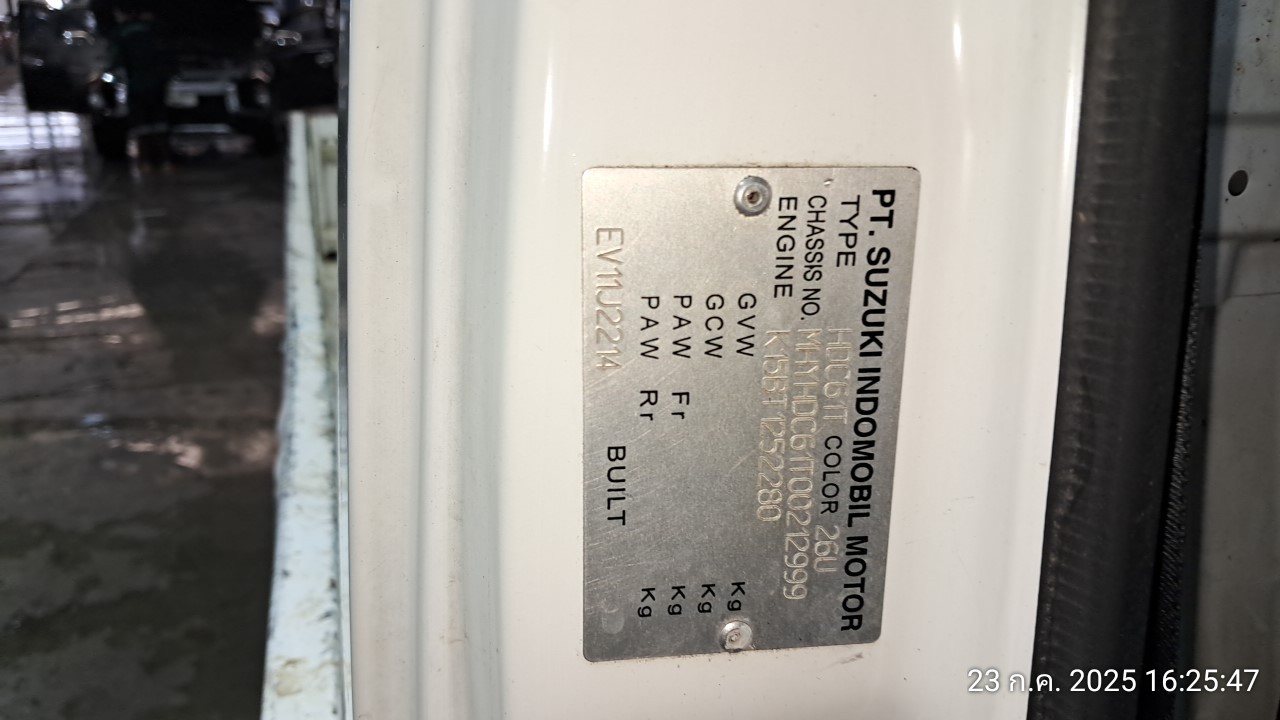 PT. SUZUKI INDOMOBIL MOTOR
TYPE HDC61T COLOR 26U
CHASSIS NO. MHYHDC61T00212999
ENGINE K15BT1252280
GVW Kg
GCW Kg
PAW Fr Kg
PAW Rr Kg
EV11J2214 BUILT
23 ก.ค. 2025 16:25:47